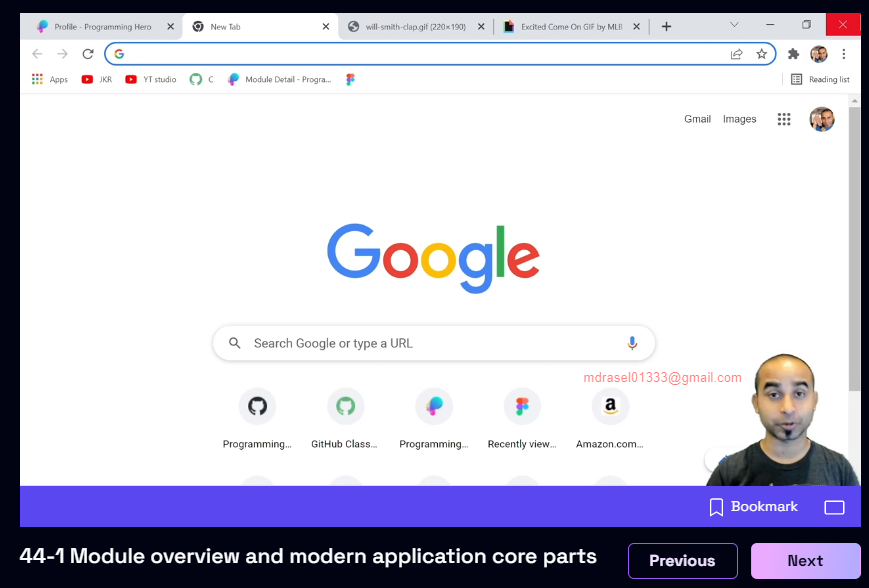 Profile - Programming Hero
New Tab
will-smith-clap.gif (220×190)
Excited Come On GIF by MLB
Apps
JKR
YT studio
C
Module Detail - Progra...
Reading list
Gmail
Images
Google
Search Google or type a URL
mdrasel01333@gmail.com
Programming...
GitHub Class...
Programming...
Recently view...
Amazon.com...
Bookmark
44-1 Module overview and modern application core parts
Previous
Next